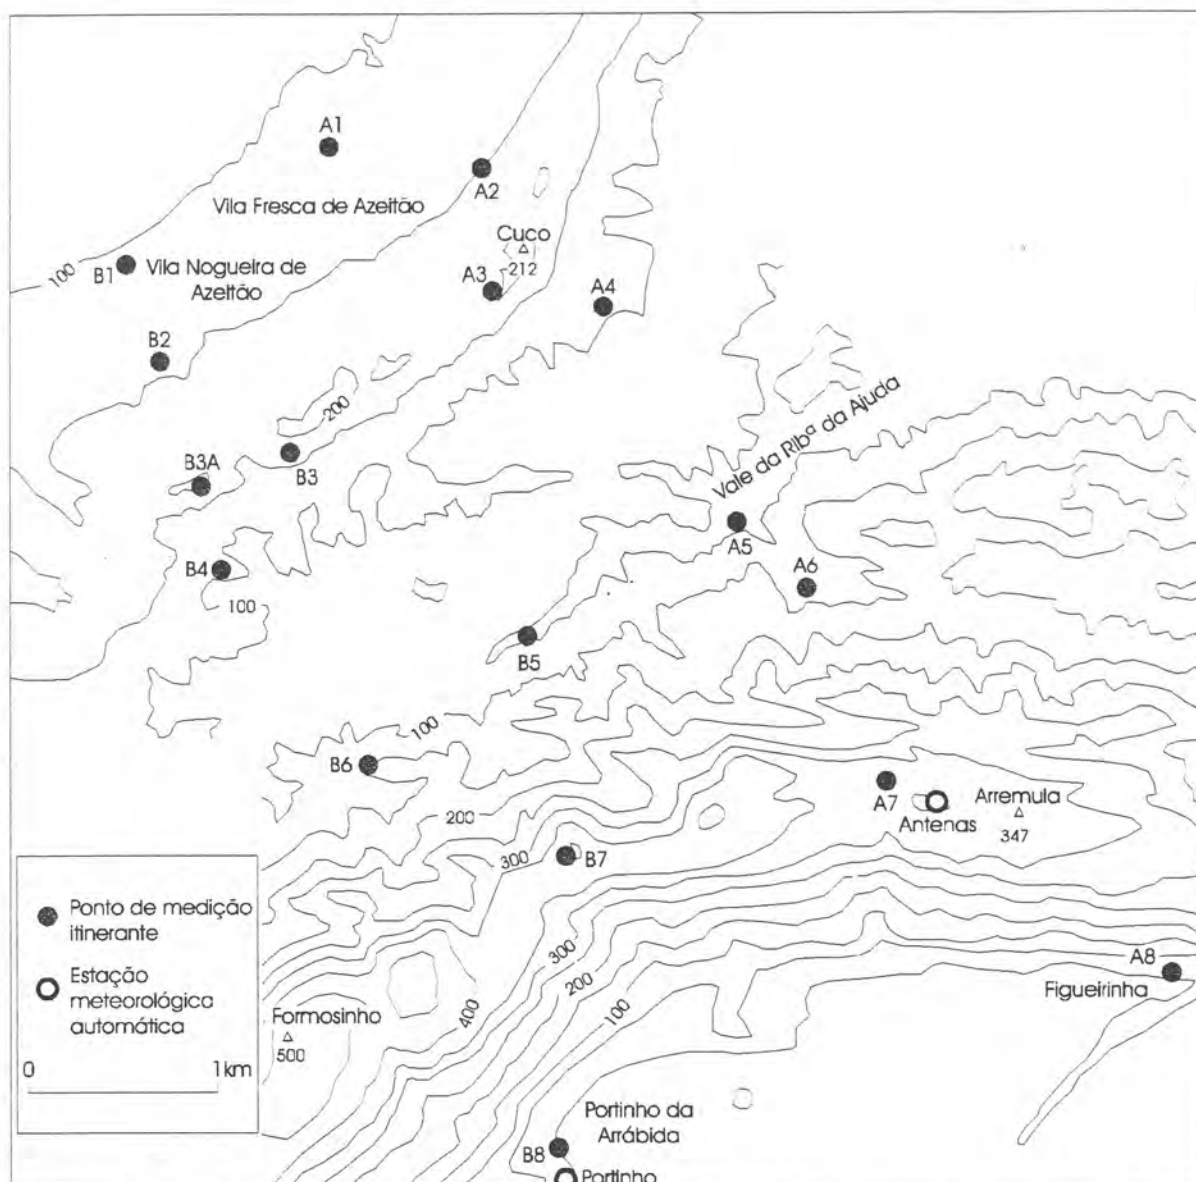 A1
A2
Vila Fresca de Azeitão
Cuco
212
100
B1
Vila Nogueira de
Azeitão
A3
A4
B2
200
B3
B3A
Vale da Ribª da Ajuda
A5
A6
B4
100
B5
100
B6
200
A7
Antenas
Arremula
347
300
B7
Ponto de medição
itinerante
Estação
meteorológica
automática
0
1km
Formosinho
500
400
300
200
100
A8
Figueirinha
Portinho da
Arrábida
B8
Portinho